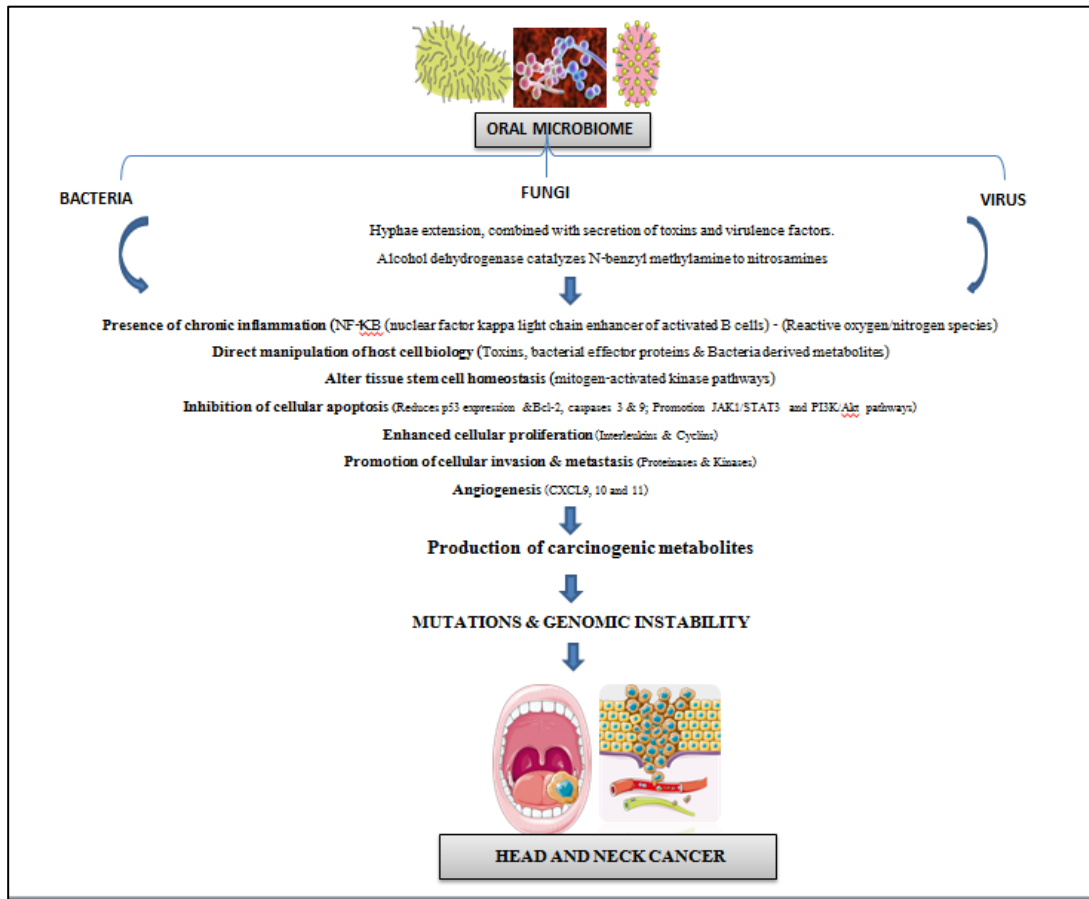 ORAL MICROBIOME
BACTERIA
FUNGI
VIRUS
Hyphae extension, combined with secretion of toxins and virulence factors.
Alcohol dehydrogenase catalyzes N-benzyl methylamine to nitrosamines
Presence of chronic inflammation (NF-KB (nuclear factor kappa light chain enhancer of activated B cells) - (Reactive oxygen/nitrogen species)
Direct manipulation of host cell biology (Toxins, bacterial effector proteins & Bacteria derived metabolites)
Alter tissue stem cell homeostasis (mitogen-activated kinase pathways)
Inhibition of cellular apoptosis (Reduces p53 expression &Bcl-2, caspases 3 & 9; Promotion JAK1/STAT3 and PI3K/Akt pathways)
Enhanced cellular proliferation (Interleukins & Cyclins)
Promotion of cellular invasion & metastasis (Proteinases & Kinases)
Angiogenesis (CXCL9, 10 and 11)
Production of carcinogenic metabolites
MUTATIONS & GENOMIC INSTABILITY
HEAD AND NECK CANCER